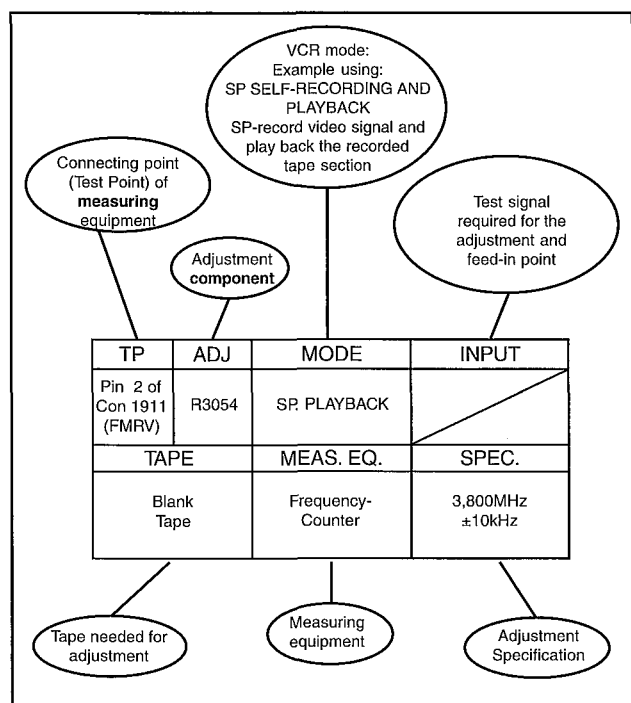 VCR mode:
Example using:
SP SELF-RECORDING AND
PLAYBACK
SP-record video signal and
play back the recorded
tape section
Connecting point
(Test Point) of
measuring
equipment
Adjustment
component
Test signal
required for the
adjustment and
feed-in point
TP ADJ MODE INPUT
Pin 2 of
Con 1911
(FMRV)
R3054
SP. PLAYBACK
TAPE MEAS. EQ. SPEC.
Blank
Tape
Frequency-
Counter
3,800MHz
±10kHz
Tape needed for
adjustment
Measuring
equipment
Adjustment
Specification